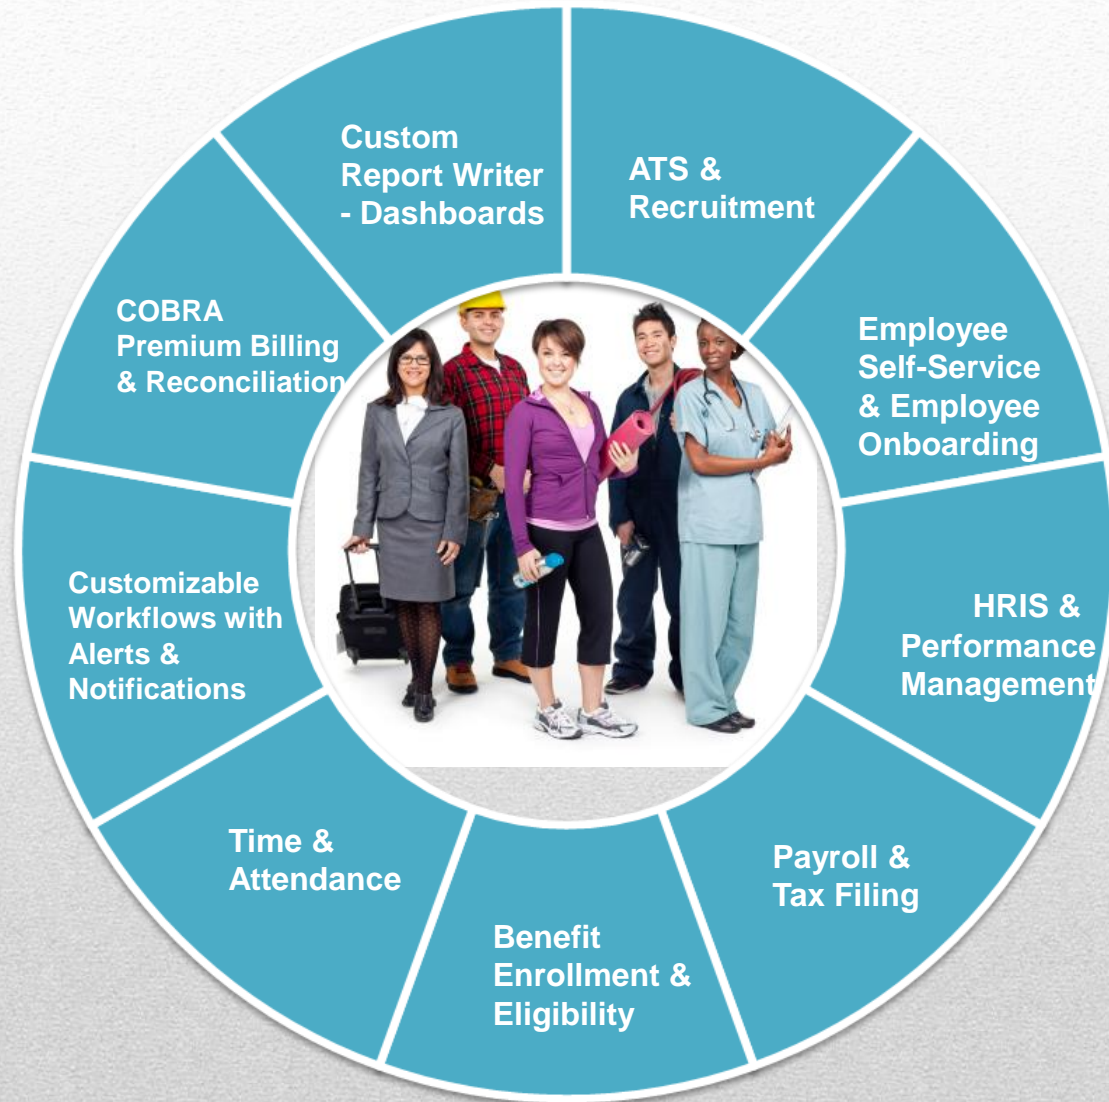 Custom
Report Writer
- Dashboards
ATS &
Recruitment
Employee
Self-Service
& Employee
Onboarding
HRIS &
Performance
Management
Payroll &
Tax Filing
Benefit
Enrollment &
Eligibility
Time &
Attendance
Customizable
Workflows with
Alerts &
Notifications
COBRA
Premium Billing
& Reconciliation